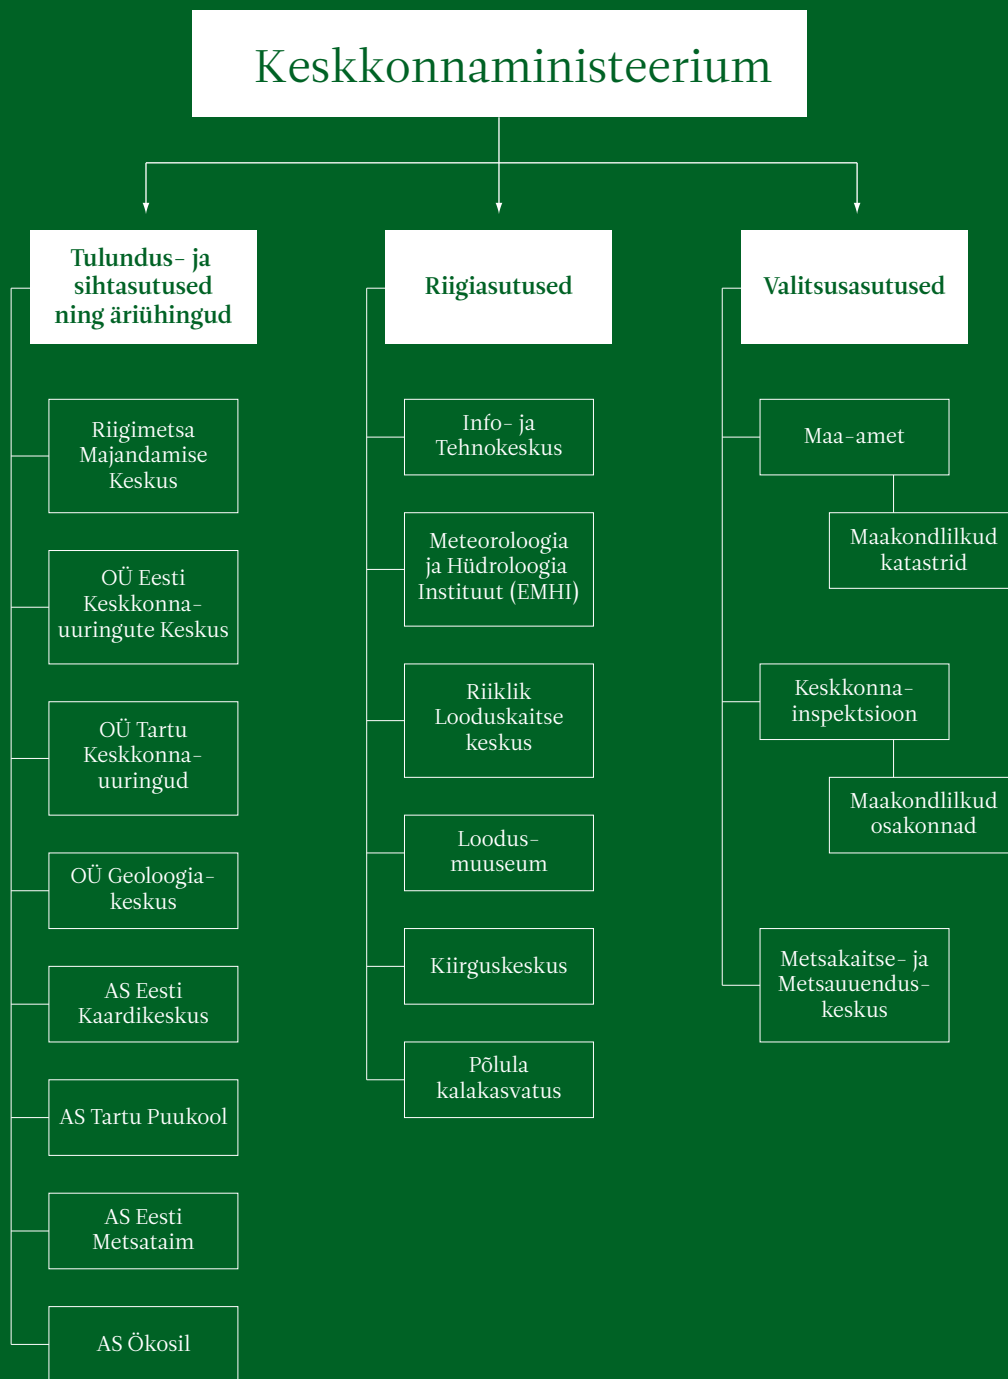 Keskkonnaministeerium
Tulundus- ja
sihtasutused
ning äriühingud
Riigimetsa
Majandamise
Keskus
OÜ Eesti
Keskkonna-
uuringute Keskus
OÜ Tartu
Keskkonna-
uuringud
OÜ Geoloogia-
keskus
AS Eesti
Kaardikeskus
AS Tartu Puukool
AS Eesti
Metsataim
AS Ökosil
Riigiasutused
Info- ja
Tehnokeskus
Meteoroloogia
ja Hüdroloogia
Instituut (EMHI)
Riiklik
Looduskaitse
keskus
Loodus-
muuseum
Kiirguskeskus
Põlula
kalakasvatus
Valitsusasutused
Maa-amet
Maakondlilkud
katastrid
Keskkonna-
inspektsioon
Maakondlilkud
osakonnad
Metsakaitse- ja
Metsauuendus-
keskus